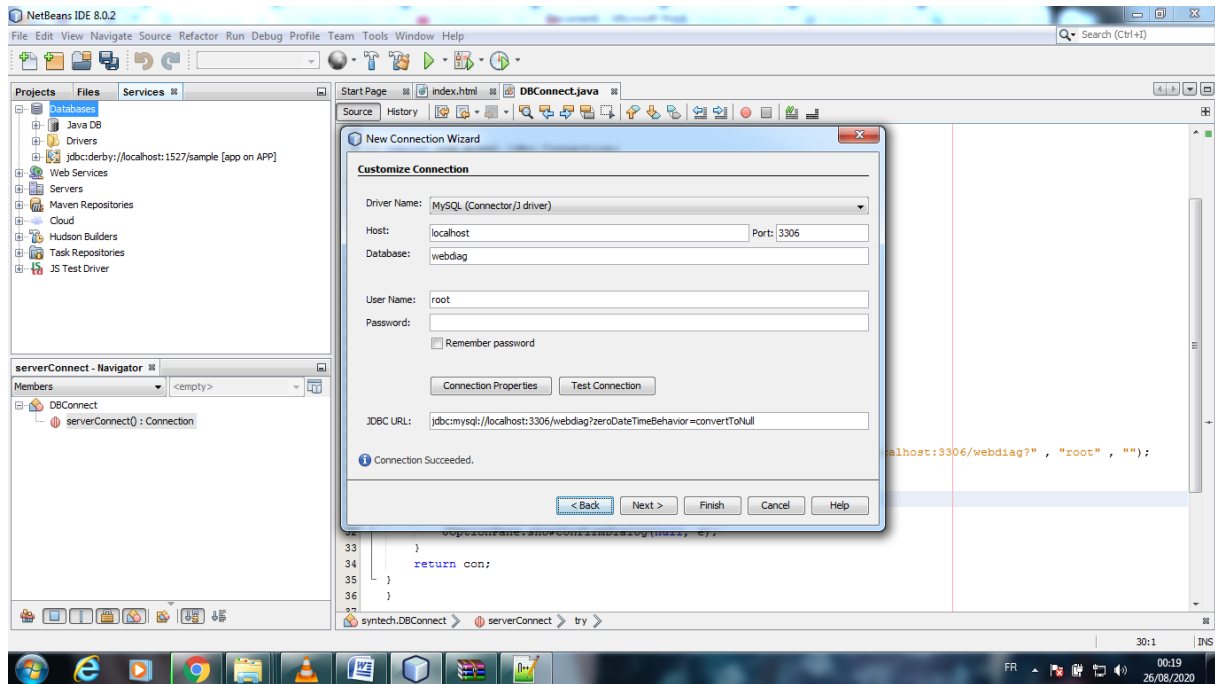 NetBeans IDE 8.0.2
File Edit View Navigate Source Refactor Run Debug Profile Team Tools Window Help
Search (Ctrl+I)
Projects Files Services
Start Page index.html DBConnect.java
Source History
Databases
Java DB
Drivers
jdbc:derby://localhost:1527/sample [app on APP]
Web Services
Servers
Maven Repositories
Cloud
Hudson Builders
Task Repositories
JS Test Driver
New Connection Wizard
Customize Connection
Driver Name: MySQL (Connector/J driver)
Host: localhost Port: 3306
Database: webdiag
User Name: root
Password:
Remember password
Connection Properties Test Connection
JDBC URL: jdbc:mysql://localhost:3306/webdiag?zeroDateTimeBehavior=convertToNull
Connection Succeeded.
< Back Next > Finish Cancel Help
serverConnect - Navigator
Members <empty>
DBConnect
serverConnect() : Connection
alhost:3306/webdiag?" , "root" , "");
33 }
34 return con;
35 }
36 }
syntech.DBConnect serverConnect try
30:1 INS
FR 00:19
26/08/2020